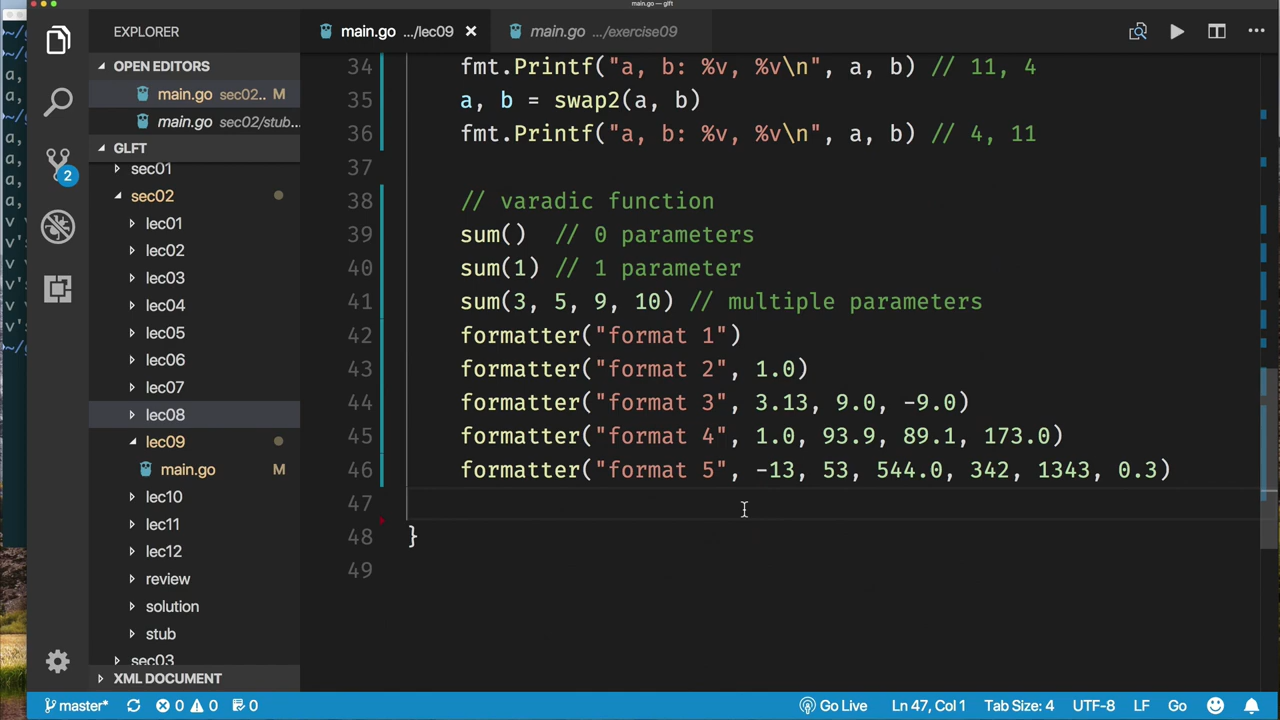 main.go — glft
EXPLORER
main.go .../lec09 ×
main.go .../exercise09
OPEN EDITORS
main.go sec02.. M
main.go sec02/stub...
GLFT
sec01
sec02
lec01
lec02
lec03
lec04
lec05
lec06
lec07
lec08
lec09
main.go M
lec10
lec11
lec12
review
solution
stub
sec03
XML DOCUMENT
2
34 fmt.Printf("a, b: %v, %v\n", a, b) // 11, 4
35 a, b = swap2(a, b)
36 fmt.Printf("a, b: %v, %v\n", a, b) // 4, 11
37
38 // varadic function
39 sum() // 0 parameters
40 sum(1) // 1 parameter
41 sum(3, 5, 9, 10) // multiple parameters
42 formatter("format 1")
43 formatter("format 2", 1.0)
44 formatter("format 3", 3.13, 9.0, -9.0)
45 formatter("format 4", 1.0, 93.9, 89.1, 173.0)
46 formatter("format 5", -13, 53, 544.0, 342, 1343, 0.3)
47
48 }
49
master* 0 0 0 Go Live Ln 47, Col 1 Tab Size: 4 UTF-8 LF Go